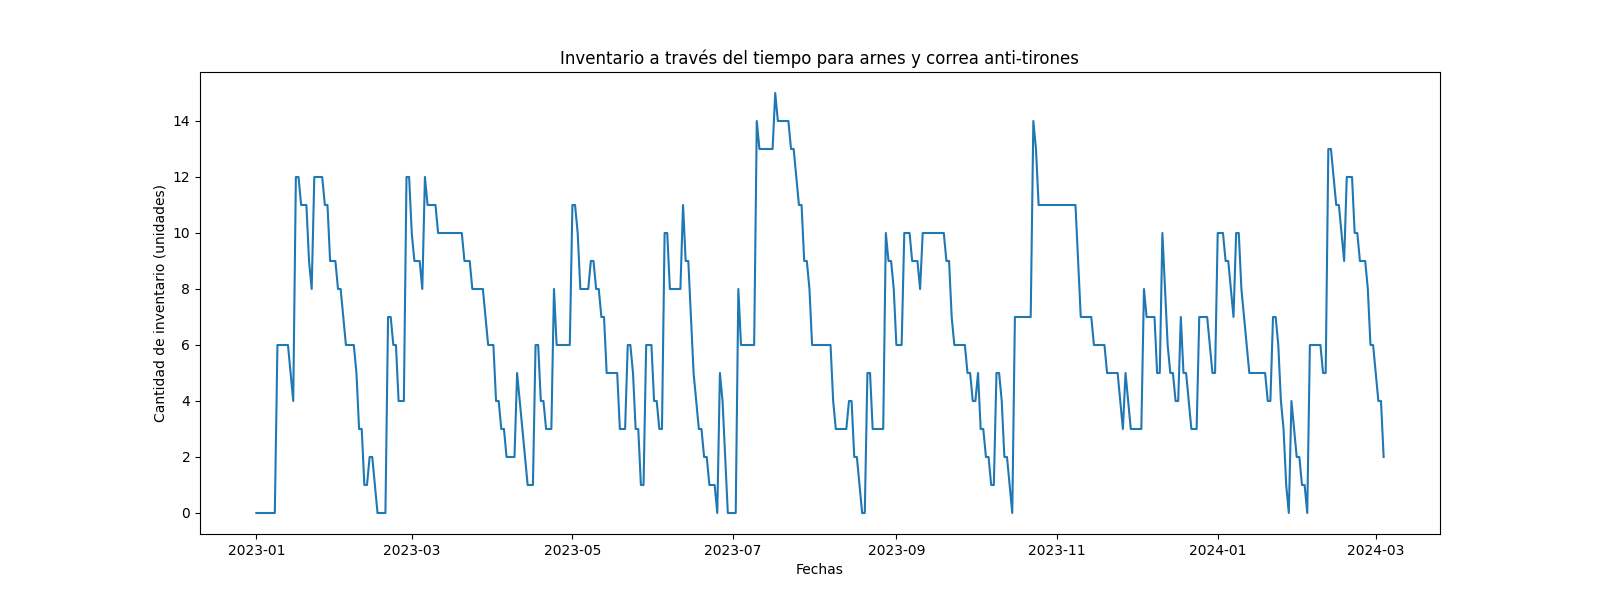 Inventario a través del tiempo para arnes y correa anti-tirones
Cantidad de inventario (unidades)
14
12
10
8
6
4
2
0
2023-01 2023-03 2023-05 2023-07 2023-09 2023-11 2024-01 2024-03
Fechas